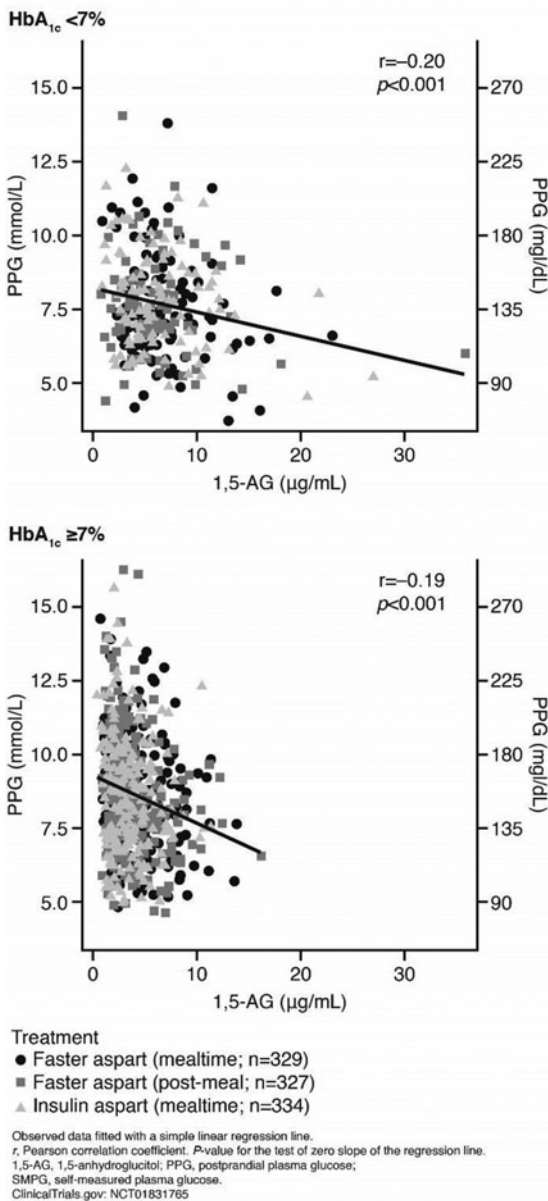 HbA1c <7%
r=–0.20
p<0.001
15.0
12.5
10.0
7.5
5.0
PPG (mmol/L)
270
225
180
135
90
PPG (mgl/dL)
0 10 20 30
1,5-AG (μg/mL)
HbA1c ≥7%
r=–0.19
p<0.001
15.0
12.5
10.0
7.5
5.0
PPG (mmol/L)
270
225
180
135
90
PPG (mgl/dL)
0 10 20 30
1,5-AG (μg/mL)
Treatment
Faster aspart (mealtime; n=329)
Faster aspart (post-meal; n=327)
Insulin aspart (mealtime; n=334)
Observed data fitted with a simple linear regression line.
r, Pearson correlation coefficient. P-value for the test of zero slope of the regression line.
1,5-AG, 1,5-anhydroglucitol; PPG, postprandial plasma glucose;
SMPG, self-measured plasma glucose.
ClinicalTrials.gov: NCT01831765